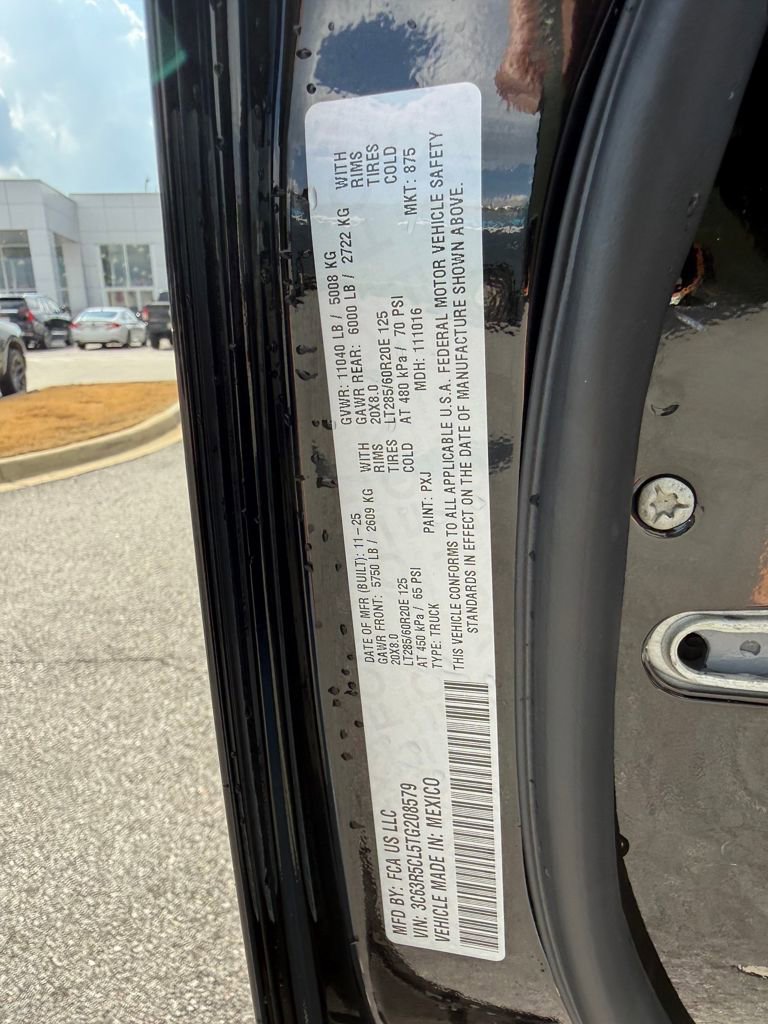 MFD BY: FCA US LLC
VIN: 3C63R5CL5TG208579
VEHICLE MADE IN: MEXICO
DATE OF MFR (BUILT): 11-25
GVWR: 11040 LB / 5008 KG
GAWR FRONT: 5750 LB / 2609 KG WITH
20X8.0 RIMS
LT285/60R20E 125 TIRES
AT 450 kPa / 65 PSI COLD
GAWR REAR: 6000 LB / 2722 KG WITH
20X8.0 RIMS
LT285/60R20E 125 TIRES
AT 480 kPa / 70 PSI COLD
TYPE: TRUCK PAINT: PXJ MDH: 111016 MKT: 875
THIS VEHICLE CONFORMS TO ALL APPLICABLE U.S.A. FEDERAL MOTOR VEHICLE SAFETY
STANDARDS IN EFFECT ON THE DATE OF MANUFACTURE SHOWN ABOVE.